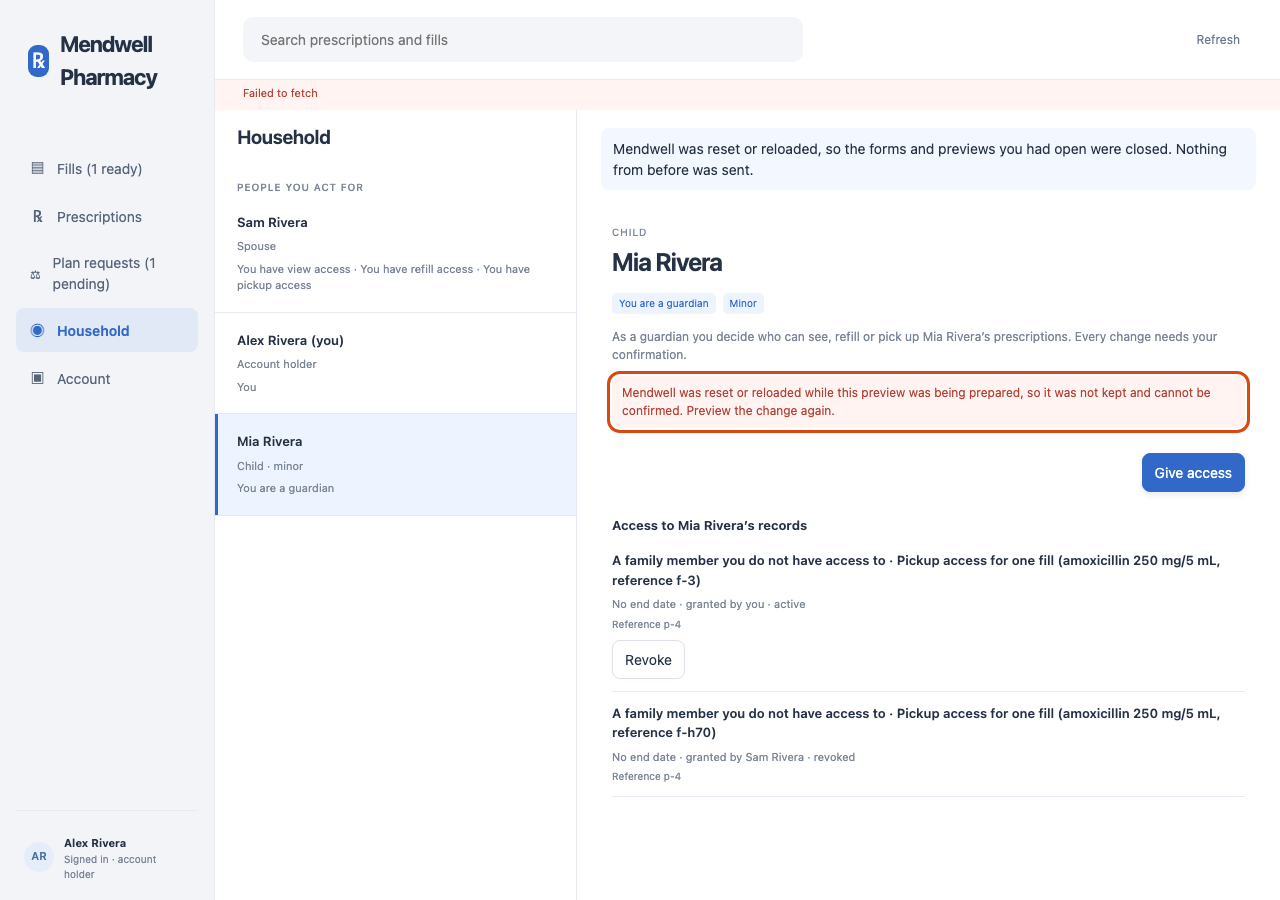 Mendwell
Pharmacy
Fills (1 ready)
Prescriptions
Plan requests (1
pending)
Household
Account
AR
Alex Rivera
Signed in · account
holder
Search prescriptions and fills
Refresh
Failed to fetch
Household
PEOPLE YOU ACT FOR
Sam Rivera
Spouse
You have view access · You have refill access · You have
pickup access
Alex Rivera (you)
Account holder
You
Mia Rivera
Child · minor
You are a guardian
Mendwell was reset or reloaded, so the forms and previews you had open were closed. Nothing
from before was sent.
CHILD
Mia Rivera
You are a guardian
Minor
As a guardian you decide who can see, refill or pick up Mia Rivera’s prescriptions. Every change needs your
confirmation.
Mendwell was reset or reloaded while this preview was being prepared, so it was not kept and cannot be
confirmed. Preview the change again.
Give access
Access to Mia Rivera’s records
A family member you do not have access to · Pickup access for one fill (amoxicillin 250 mg/5 mL,
reference f-3)
No end date · granted by you · active
Reference p-4
Revoke
A family member you do not have access to · Pickup access for one fill (amoxicillin 250 mg/5 mL,
reference f-h70)
No end date · granted by Sam Rivera · revoked
Reference p-4